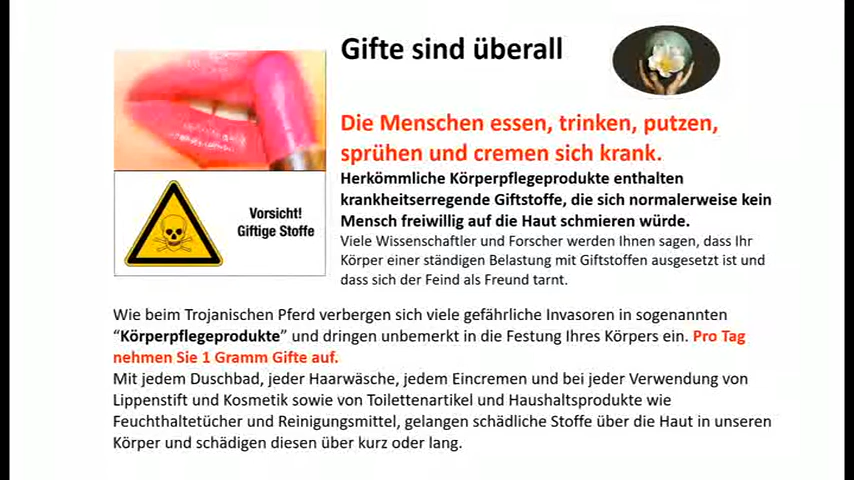 Gifte sind überall
Die Menschen essen, trinken, putzen,
sprühen und cremen sich krank.
Herkömmliche Körperpflegeprodukte enthalten
krankheitserregende Giftstoffe, die sich normalerweise kein
Mensch freiwillig auf die Haut schmieren würde.
Viele Wissenschaftler und Forscher werden Ihnen sagen, dass Ihr
Körper einer ständigen Belastung mit Giftstoffen ausgesetzt ist und
dass sich der Feind als Freund tarnt.
Vorsicht!
Giftige Stoffe
Wie beim Trojanischen Pferd verbergen sich viele gefährliche Invasoren in sogenannten
“Körperpflegeprodukte” und dringen unbemerkt in die Festung Ihres Körpers ein. Pro Tag
nehmen Sie 1 Gramm Gifte auf.
Mit jedem Duschbad, jeder Haarwäsche, jedem Eincremen und bei jeder Verwendung von
Lippenstift und Kosmetik sowie von Toilettenartikel und Haushaltsprodukte wie
Feuchthaltetücher und Reinigungsmittel, gelangen schädliche Stoffe über die Haut in unseren
Körper und schädigen diesen über kurz oder lang.